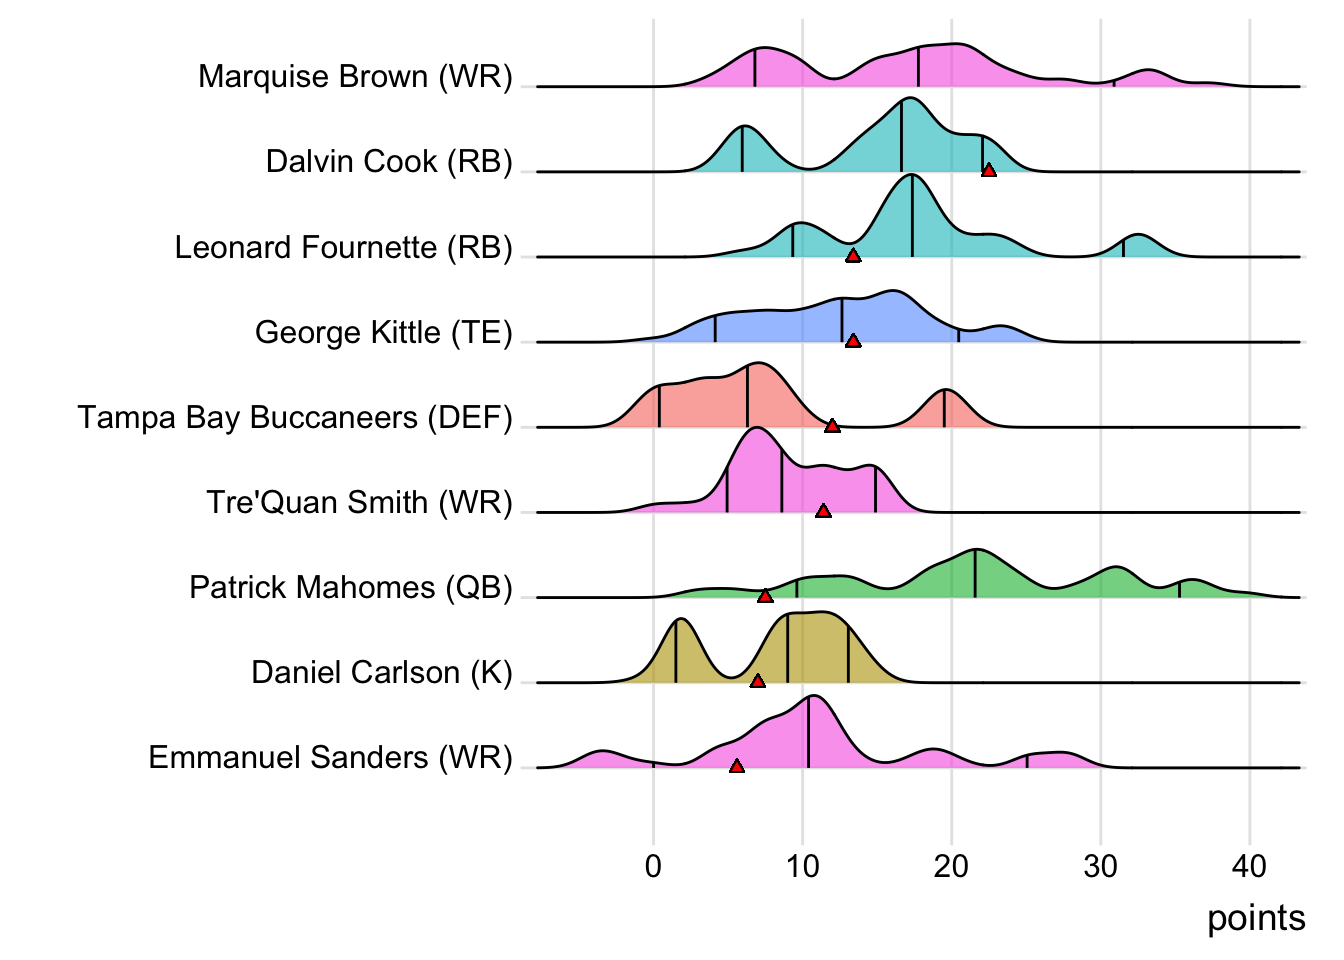 Marquise Brown (WR)
Dalvin Cook (RB)
Leonard Fournette (RB)
George Kittle (TE)
Tampa Bay Buccaneers (DEF)
Tre'Quan Smith (WR)
Patrick Mahomes (QB)
Daniel Carlson (K)
Emmanuel Sanders (WR)
0 10 20 30 40
points